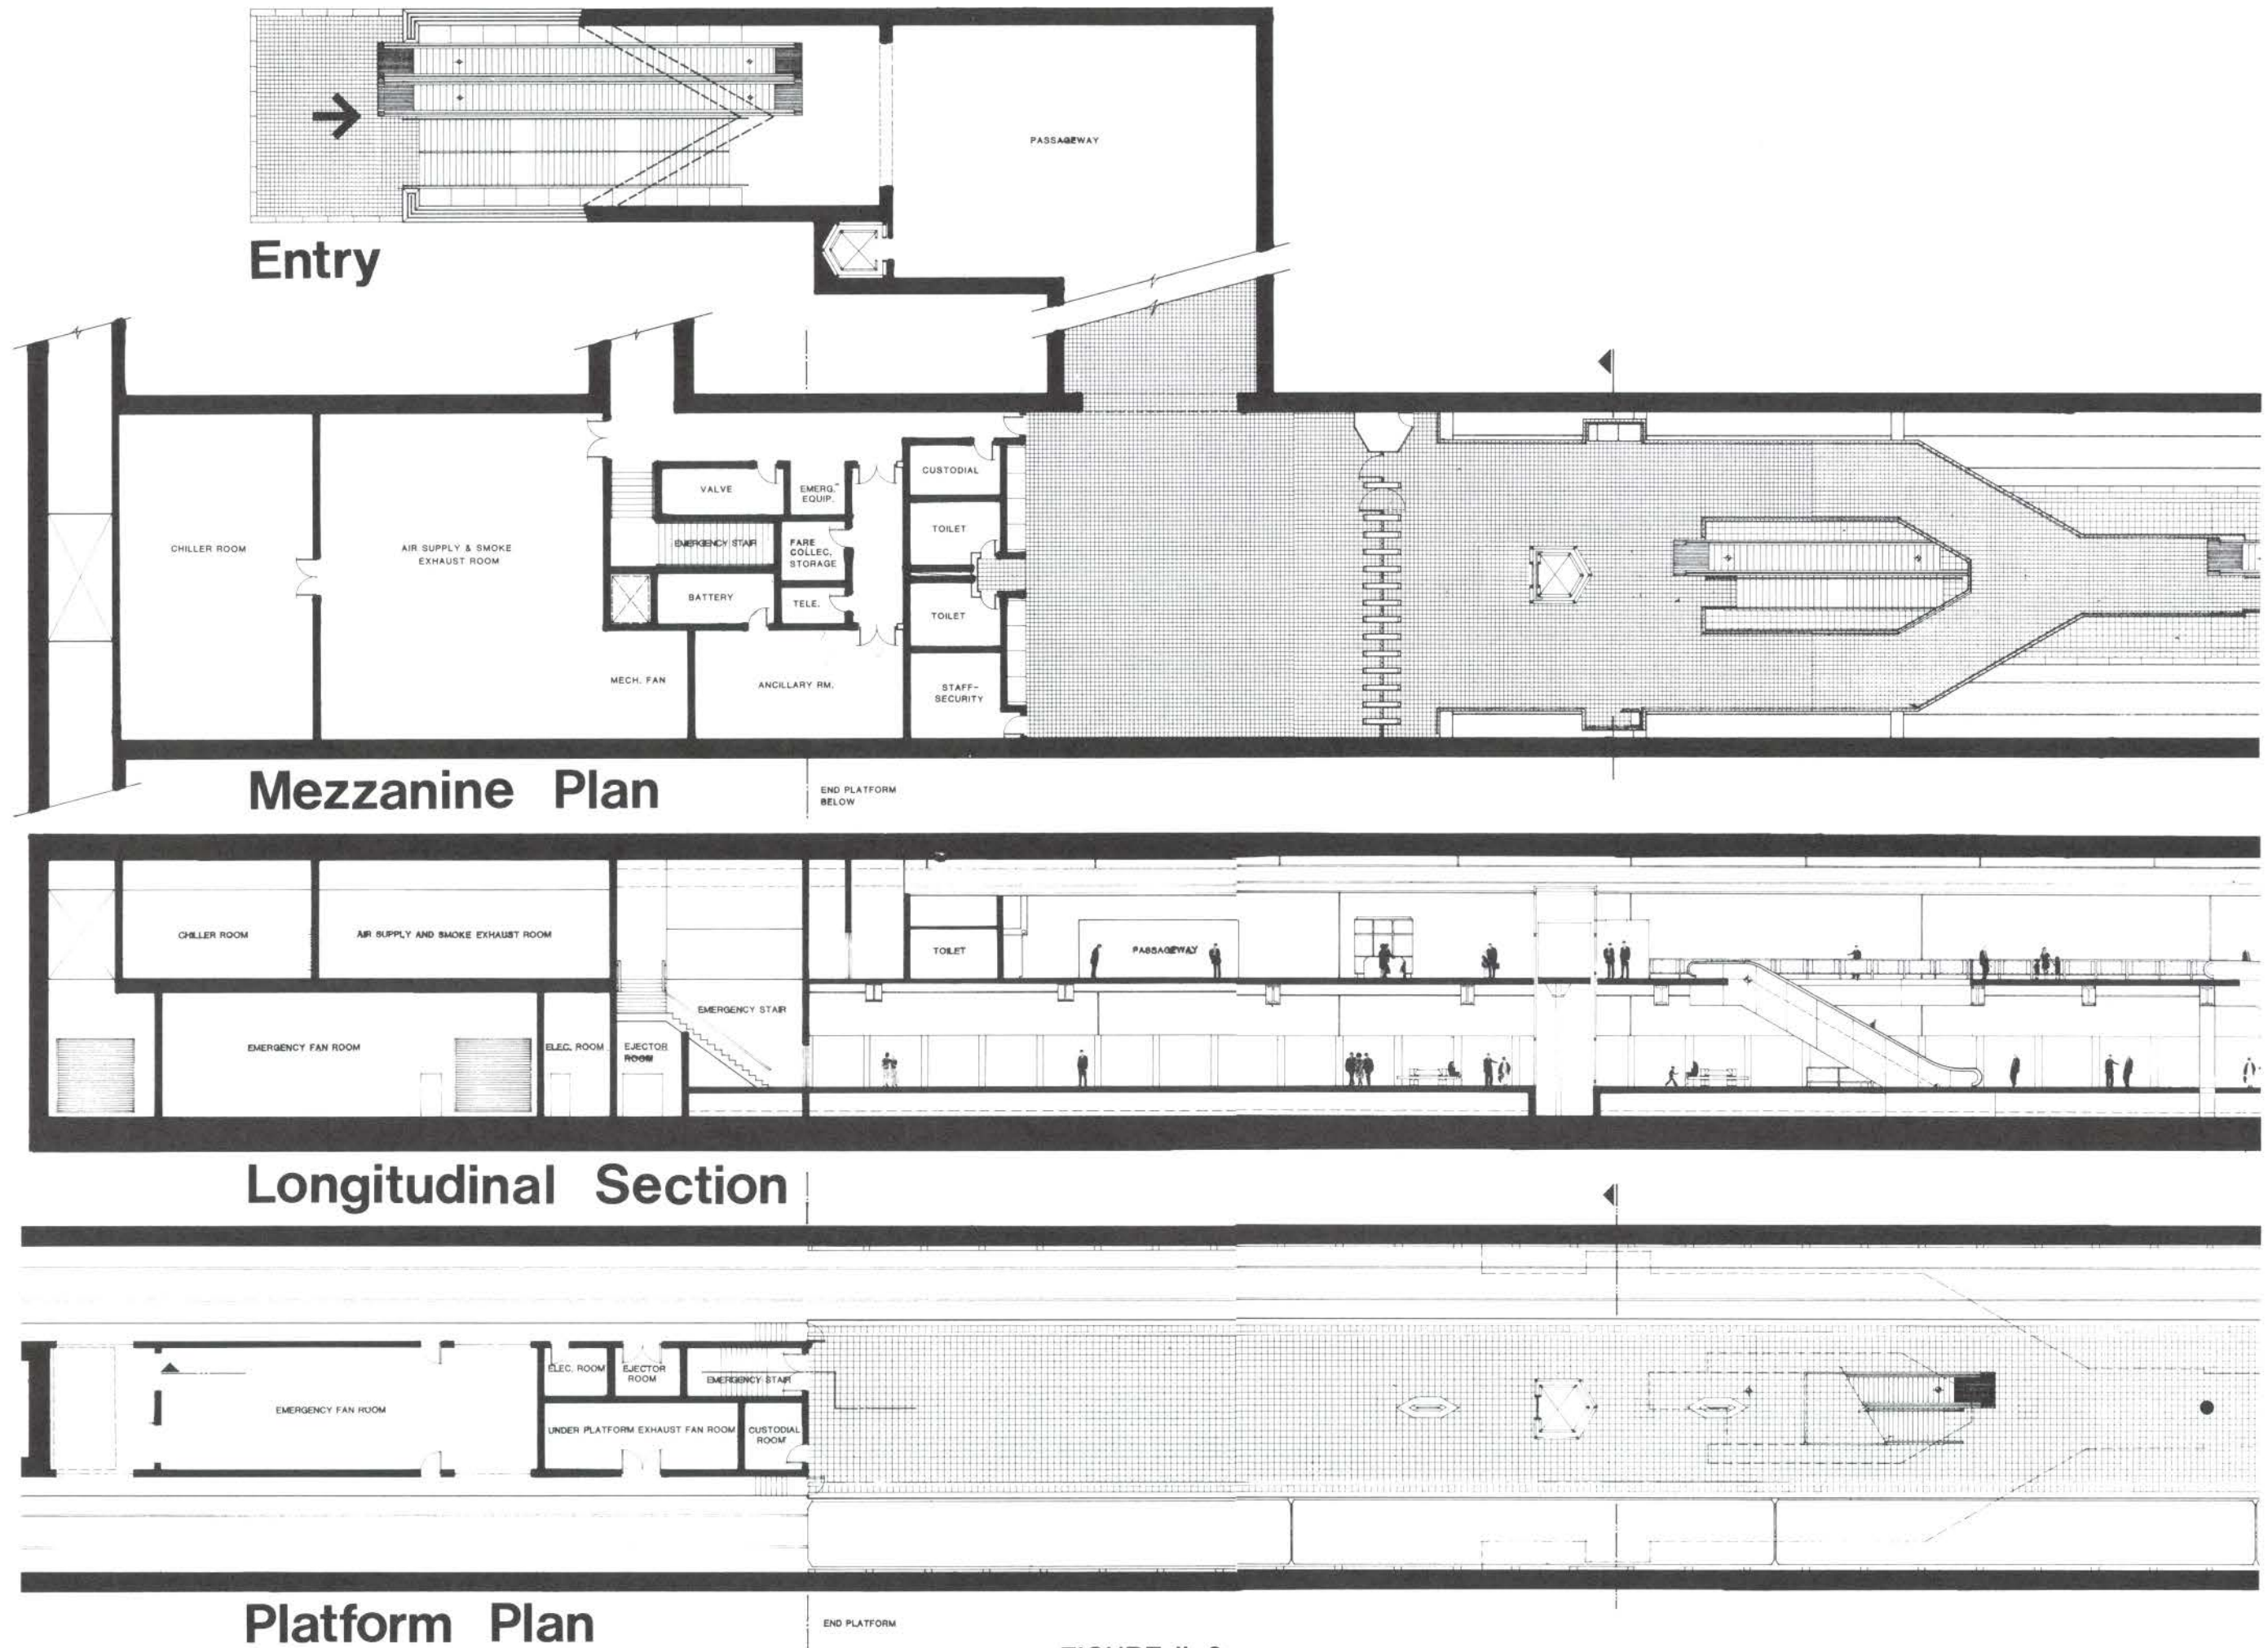 PASSAGEWAY
Entry
CHILLER ROOM
AIR SUPPLY & SMOKE
EXHAUST ROOM
VALVE
EMERG.
EQUIP.
CUSTODIAL
TOILET
EMERGENCY STAIR
FARE
COLLEC.
STORAGE
BATTERY
TELE.
TOILET
MECH. FAN
ANCILLARY RM.
STAFF-
SECURITY
Mezzanine Plan
END PLATFORM
BELOW
CHILLER ROOM
AIR SUPPLY AND SMOKE EXHAUST ROOM
TOILET
PASSAGEWAY
EMERGENCY STAIR
EMERGENCY FAN ROOM
ELEC. ROOM
EJECTOR
ROOM
Longitudinal Section
ELEC. ROOM
EJECTOR
ROOM
EMERGENCY STAIR
EMERGENCY FAN ROOM
UNDER PLATFORM EXHAUST FAN ROOM
CUSTODIAL
ROOM
Platform Plan
END PLATFORM